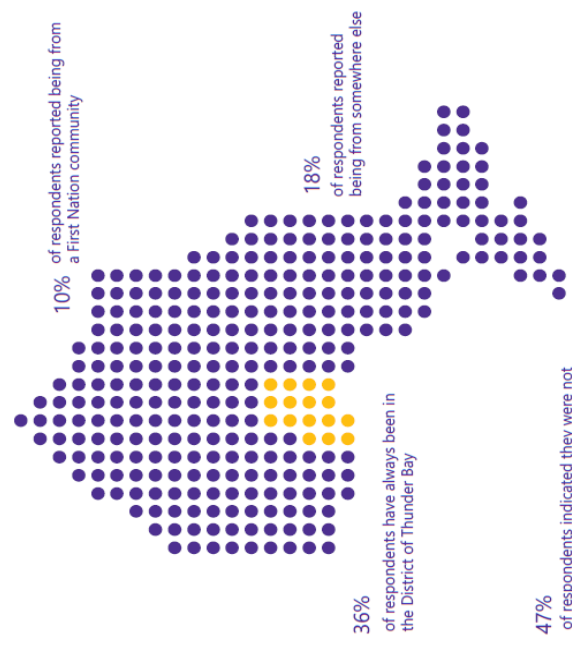 10%
of respondents reported being from
a First Nation community
18%
of respondents reported
being from somewhere else
36%
of respondents have always been in
the District of Thunder Bay
47%
of respondents indicated they were not